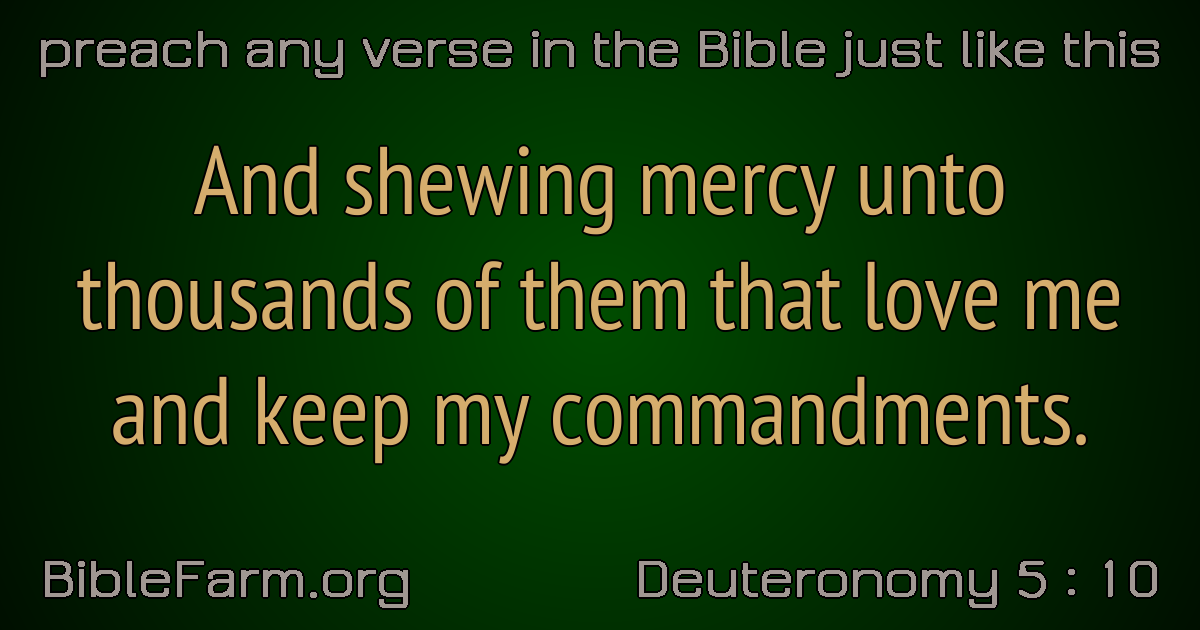 preach any verse in the Bible just like this
And shewing mercy unto
thousands of them that love me
and keep my commandments.
BibleFarm.org
Deuteronomy 5 : 10